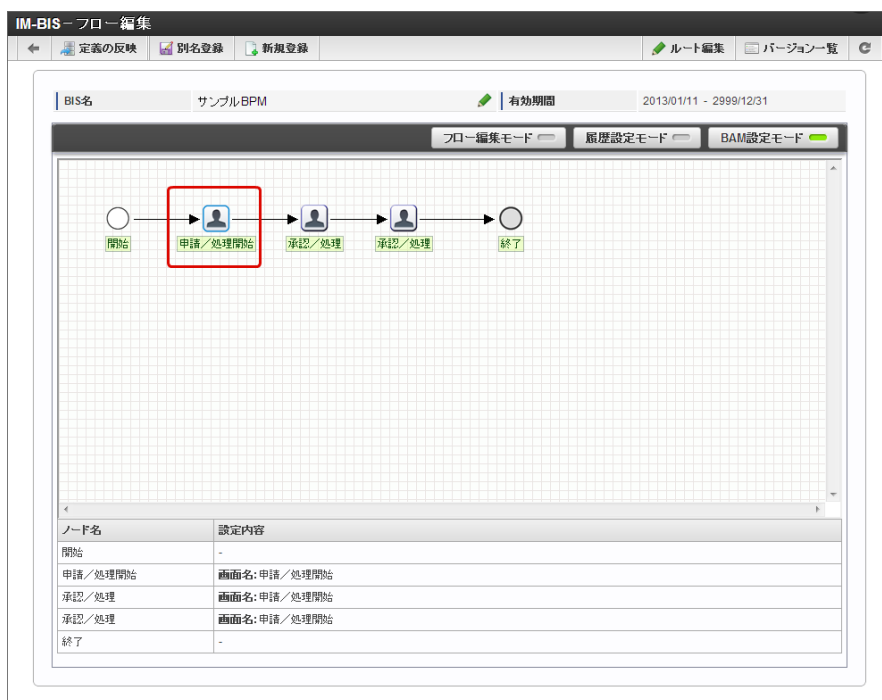 IM-BIS－フロー編集
定義の反映 別名登録 新規登録 ルート編集 バージョン一覧
BIS名 サンプルBPM 有効期間 2013/01/11 - 2999/12/31
フロー編集モード 履歴設定モード BAM設定モード
開始 申請／処理開始 承認／処理 承認／処理 終了
ノード名 設定内容
開始 -
申請／処理開始 画面名:申請／処理開始
承認／処理 画面名:申請／処理開始
承認／処理 画面名:申請／処理開始
終了 -